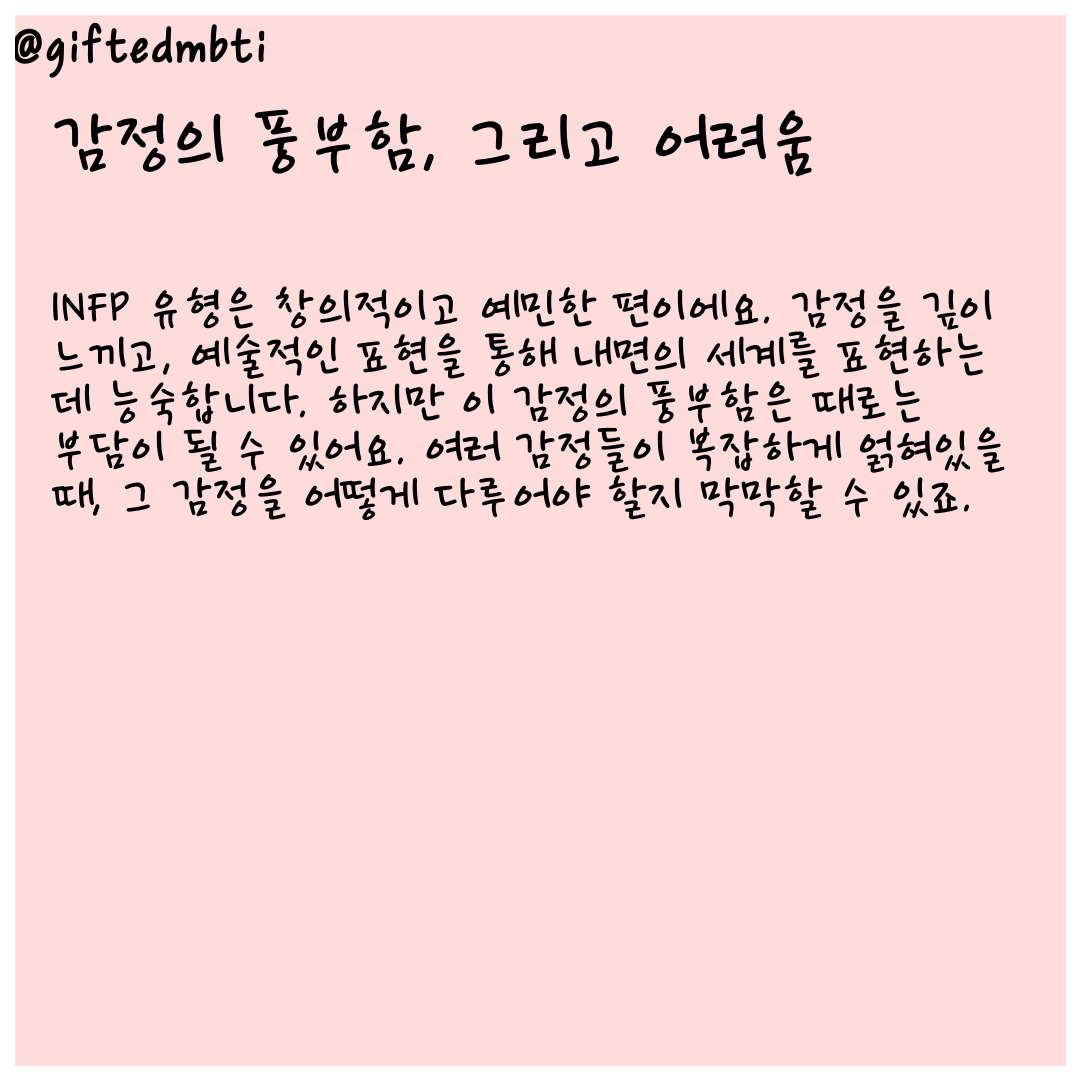 @giftedmbti
감정의 풍부함, 그리고 어려움
INFP 유형은 창의적이고 예민한 편이에요. 감정을 깊이
느끼고, 예술적인 표현을 통해 내면의 세계를 표현하는
데 능숙합니다. 하지만 이 감정의 풍부함은 때로는
부담이 될 수 있어요. 여러 감정들이 복잡하게 얽혀있을
때, 그 감정을 어떻게 다루어야 할지 막막할 수 있죠.